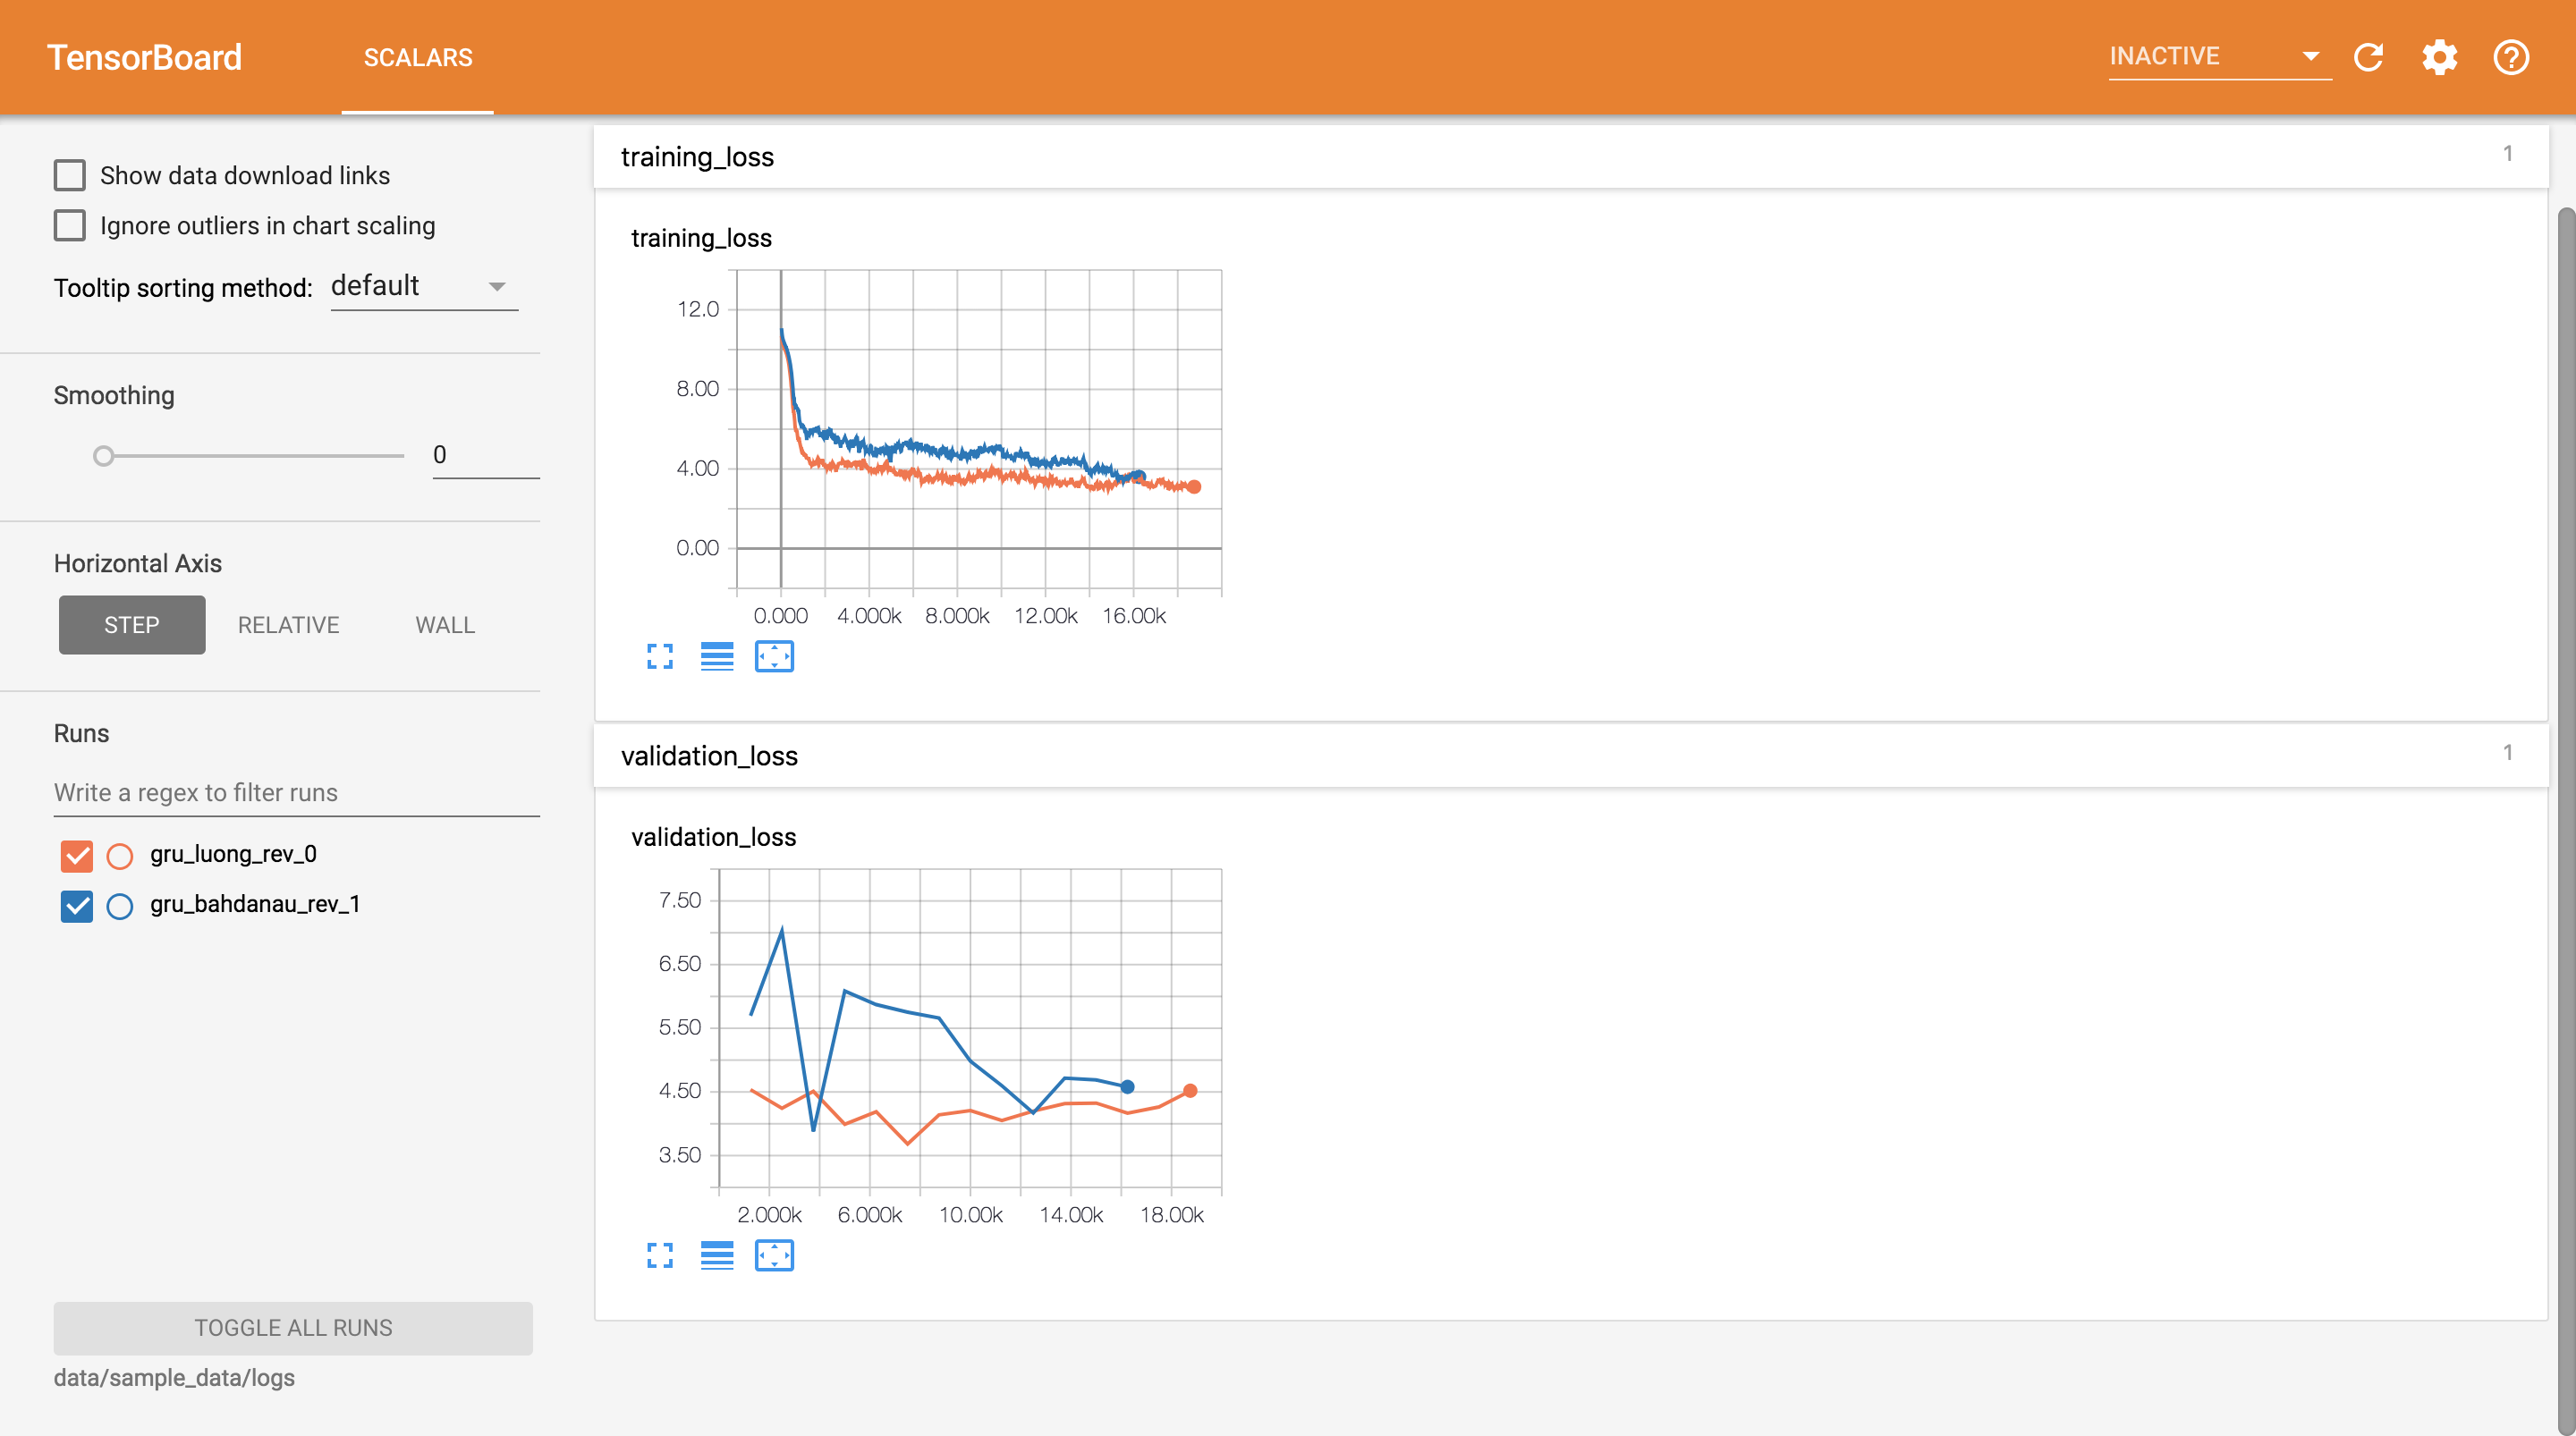 TensorBoard SCALARS INACTIVE
Show data download links
Ignore outliers in chart scaling
Tooltip sorting method: default
Smoothing
0
Horizontal Axis
STEP RELATIVE WALL
Runs
Write a regex to filter runs
gru_luong_rev_0
gru_bahdanau_rev_1
TOGGLE ALL RUNS
data/sample_data/logs
training_loss 1
training_loss
12.0
8.00
4.00
0.00
0.000 4.000k 8.000k 12.00k 16.00k
validation_loss 1
validation_loss
7.50
6.50
5.50
4.50
3.50
2.000k 6.000k 10.00k 14.00k 18.00k